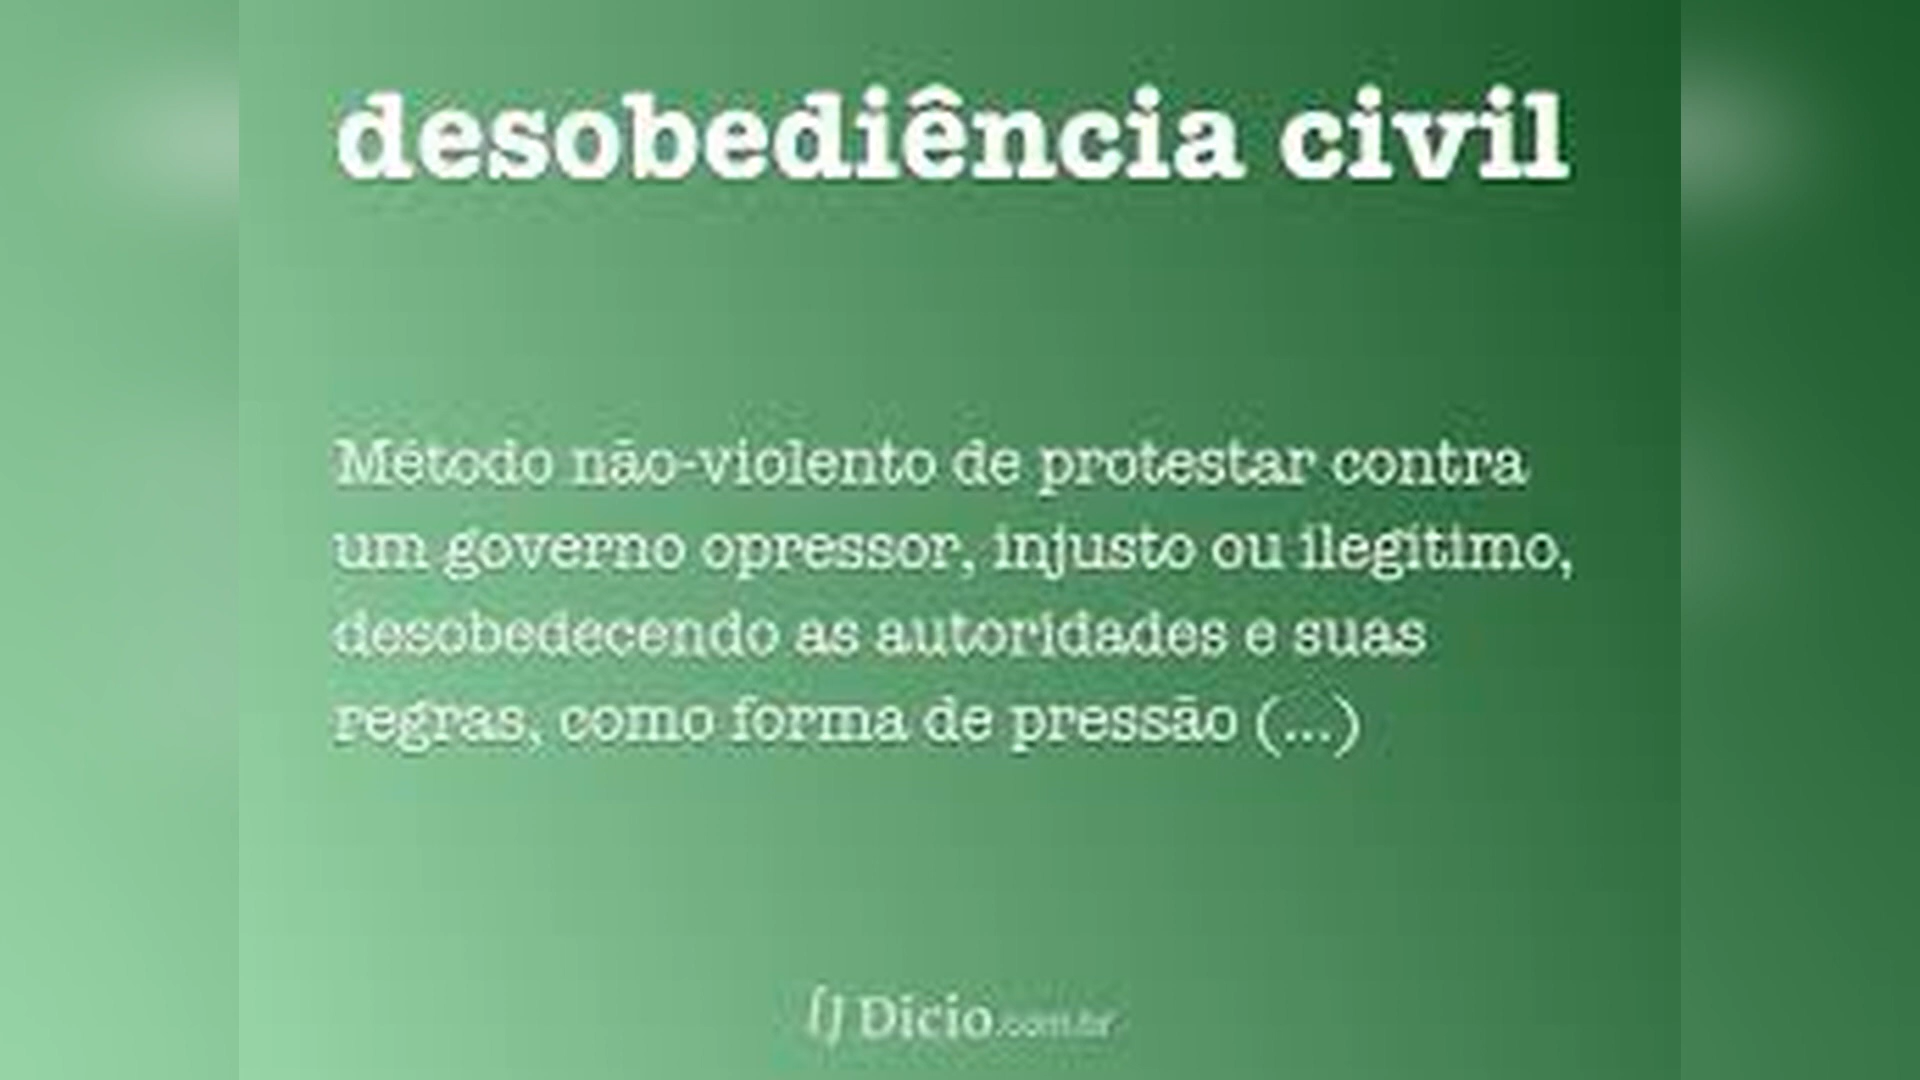 desobediência civil
Método não-violento de protestar contra
um governo opressor, injusto ou ilegítimo,
desobedecendo as autoridades e suas
regras, como forma de pressão (...)
Dicio.com.br